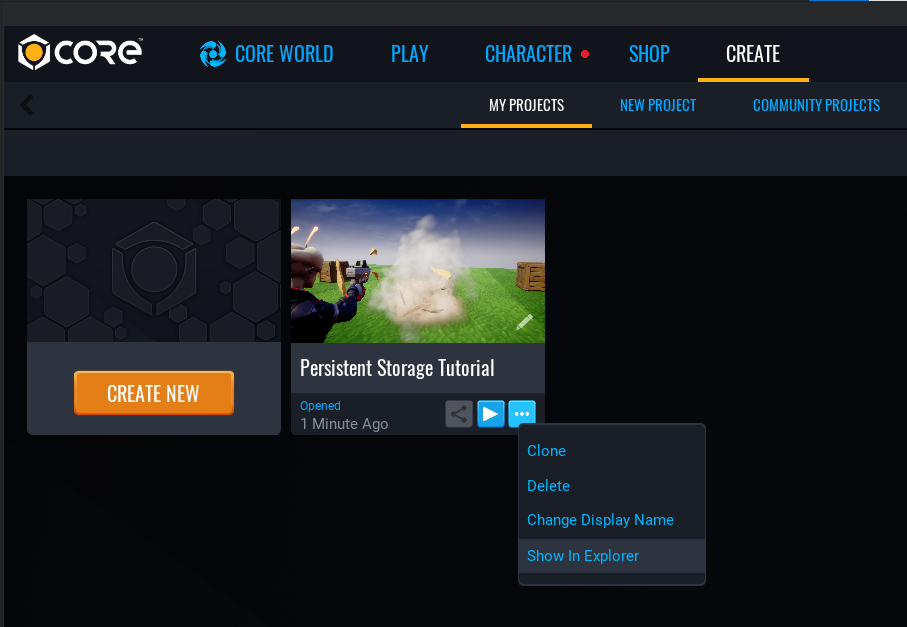 CORE™
CORE WORLD
PLAY
CHARACTER
SHOP
CREATE
MY PROJECTS
NEW PROJECT
COMMUNITY PROJECTS
CREATE NEW
Persistent Storage Tutorial
Opened
1 Minute Ago
Clone
Delete
Change Display Name
Show In Explorer